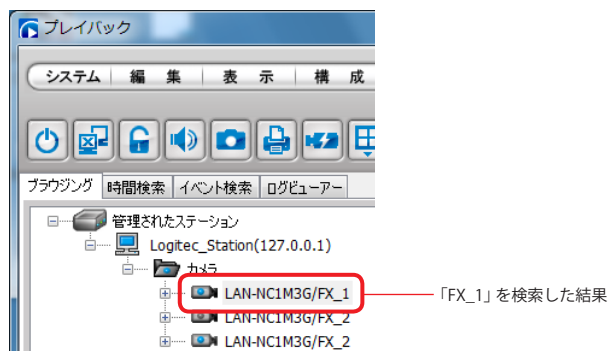 プレイバック
システム 編 集 表 示 構 成
ブラウジング 時間検索 イベント検索 ログビューアー
管理されたステーション
Logitec_Station(127.0.0.1)
カメラ
LAN-NC1M3G/FX_1 「FX_1」を検索した結果
LAN-NC1M3G/FX_2
LAN-NC1M3G/FX_2